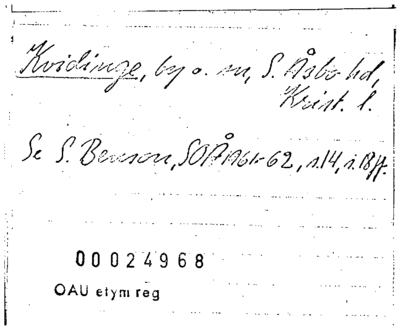 Kvidinge, by o. sn, S. Åsbo hd,
Krist. l.
Se S. Benson, SOÅ 1961-62, s.14, s.18 ff.
00024968
OAU etym reg